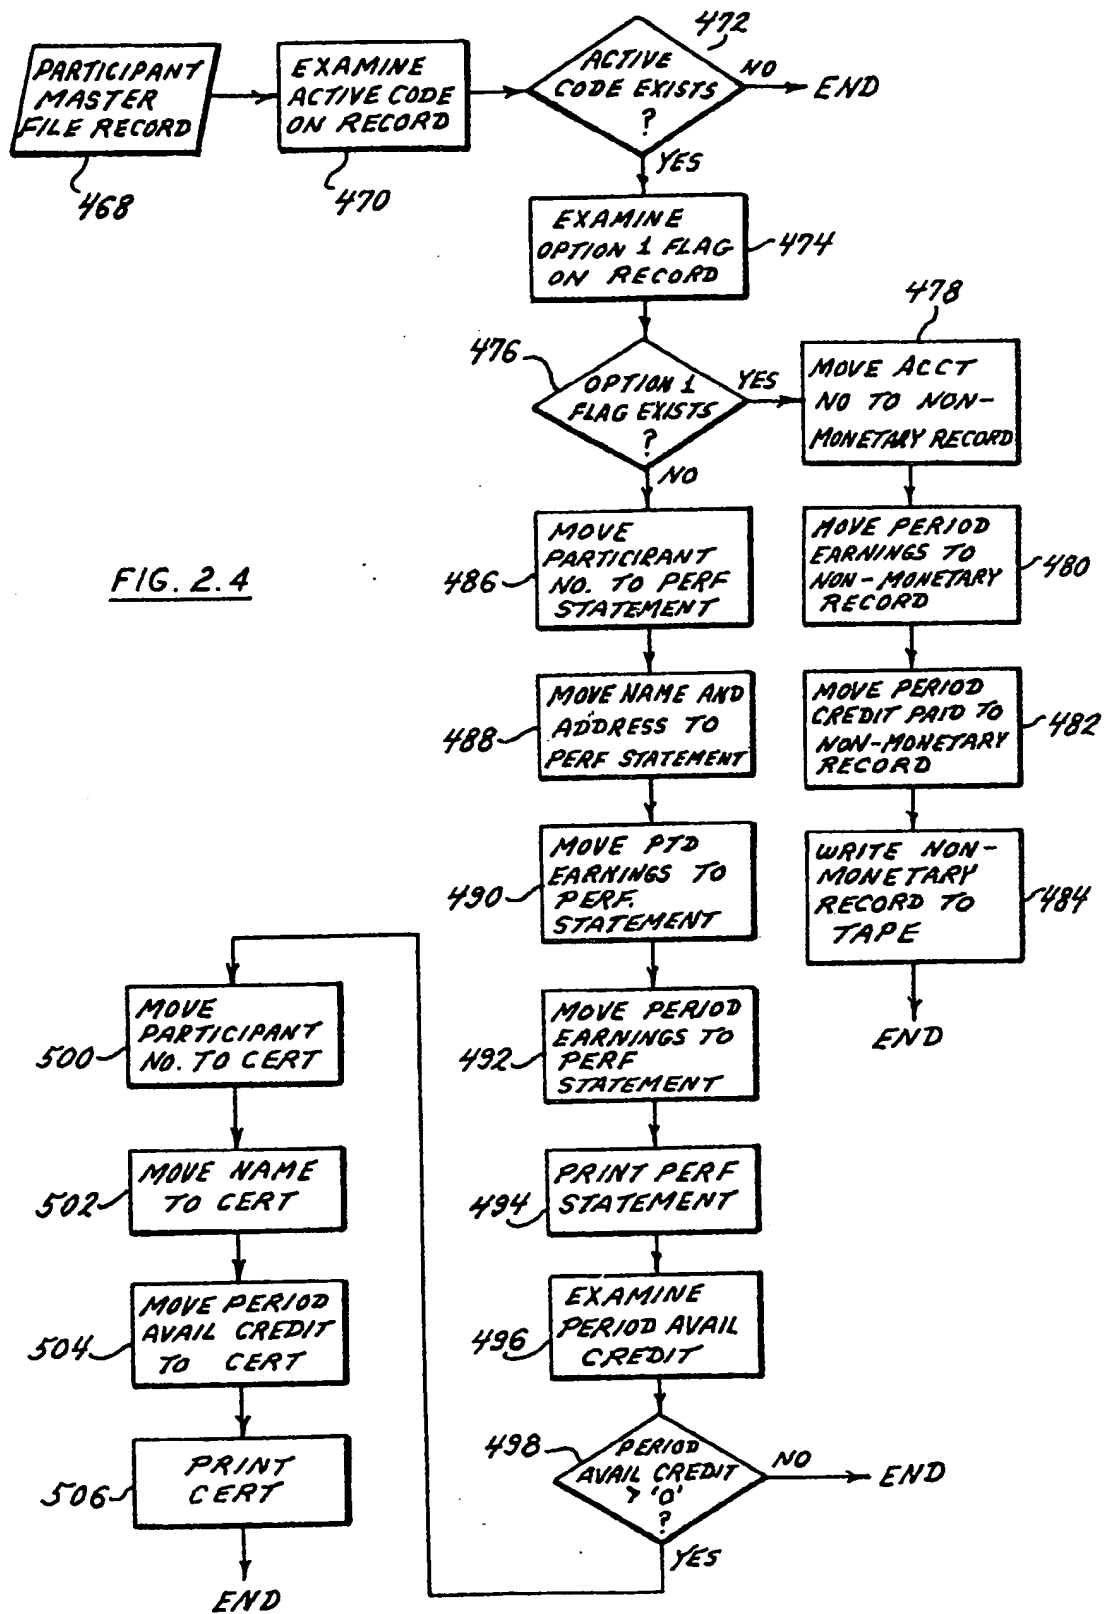 472
PARTICIPANT
MASTER
FILE RECORD
468
EXAMINE
ACTIVE CODE
ON RECORD
470
ACTIVE
CODE EXISTS
?
NO
END
YES
EXAMINE
OPTION 1 FLAG
ON RECORD
474
476
OPTION 1
FLAG EXISTS
?
YES
NO
478
MOVE ACCT
NO TO NON-
MONETARY RECORD
MOVE PERIOD
EARNINGS TO
NON-MONETARY
RECORD
480
MOVE PERIOD
CREDIT PAID TO
NON-MONETARY
RECORD
482
WRITE NON-
MONETARY
RECORD TO
TAPE
484
END
FIG. 2.4
MOVE
PARTICIPANT
NO. TO PERF
STATEMENT
486
MOVE NAME AND
ADDRESS TO
PERF STATEMENT
488
MOVE PTD
EARNINGS TO
PERF.
STATEMENT
490
MOVE PERIOD
EARNINGS TO
PERF
STATEMENT
492
PRINT PERF
STATEMENT
494
EXAMINE
PERIOD AVAIL
CREDIT
496
498
PERIOD
AVAIL CREDIT
> '0'
?
NO
END
YES
MOVE
PARTICIPANT
NO. TO CERT
500
MOVE NAME
TO CERT
502
MOVE PERIOD
AVAIL CREDIT
TO CERT
504
PRINT
CERT
506
END